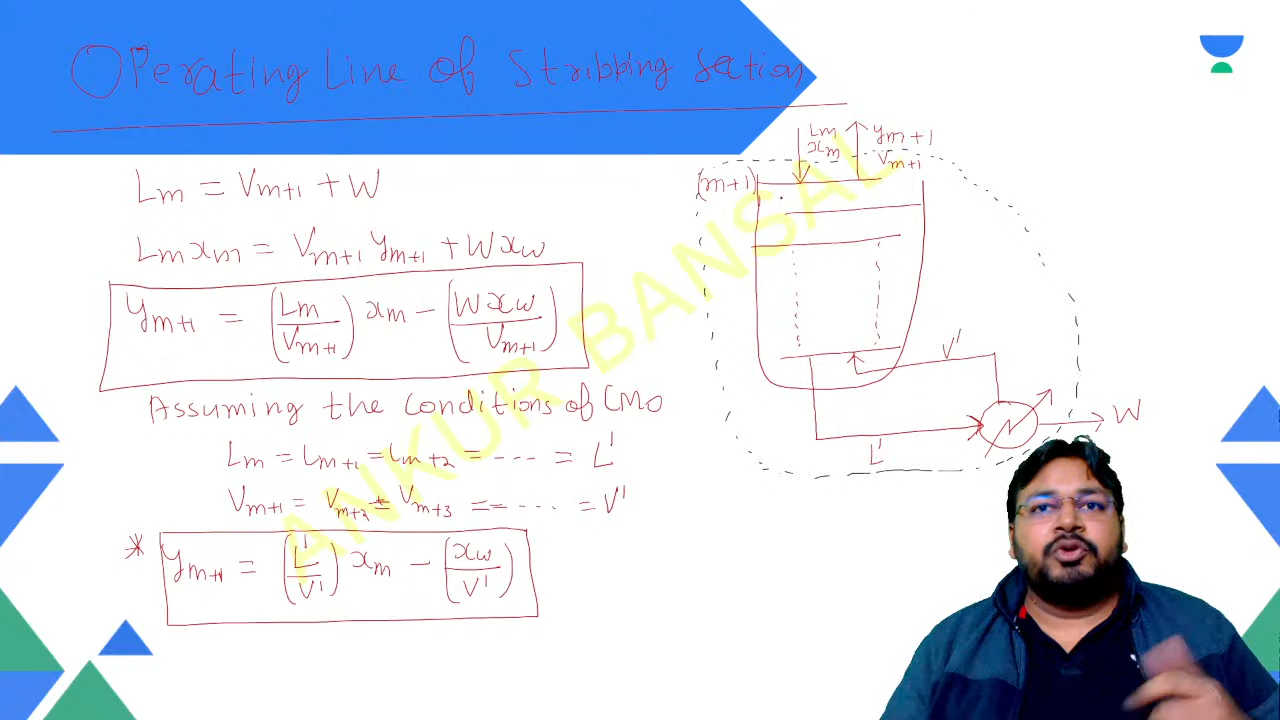 Operating Line of Stribbing section
Lm = Vm+1 + W
Lm xm = Vm+1 ym+1 + W xw
ym+1 = (Lm/Vm+1) xm - (W xw/Vm+1)
Assuming the conditions of CMO
Lm = Lm+1 = Lm+2 = ---- = L'
Vm+1 = Vm+2 = Vm+3 = = - ... = V'
* ym+1 = (L'/V') xm - (xw/V')
Lm
xm
ym+1
Vm+1
(m+1)
V'
W
L'
ANKUR BANSAL